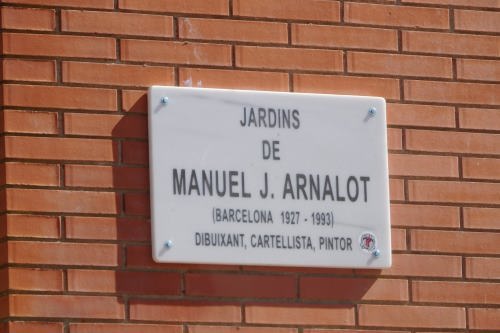 JARDINS
DE
MANUEL J. ARNALOT
(BARCELONA 1927 - 1993)
DIBUIXANT, CARTELLISTA, PINTOR